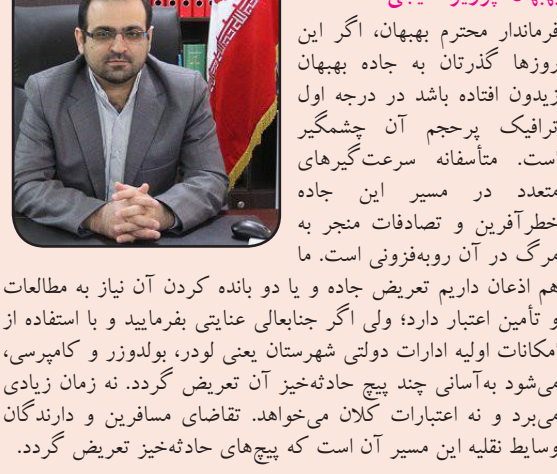 فرماندار محترم بهبهان، اگر این
روزها گذرتان به جاده بهبهان
زیدون افتاده باشد در درجه اول
ترافیک پرحجم آن چشمگیر
است. متأسفانه سرعت‌گیرهای
متعدد در مسیر این جاده
خطرآفرین و تصادفات منجر به
مرگ در آن روبه‌فزونی است. ما
هم اذعان داریم تعریض جاده و یا دو بانده کردن آن نیاز به مطالعات
و تأمین اعتبار دارد؛ ولی اگر جنابعالی عنایتی بفرمایید و با استفاده از
امکانات اولیه ادارات دولتی شهرستان یعنی لودر، بولدوزر و کامپرسی،
می‌شود به‌آسانی چند پیچ حادثه‌خیز آن تعریض گردد. نه زمان زیادی
می‌برد و نه اعتبارات کلان می‌خواهد. تقاضای مسافرین و دارندگان
وسایط نقلیه این مسیر آن است که پیچ‌های حادثه‌خیز تعریض گردد.